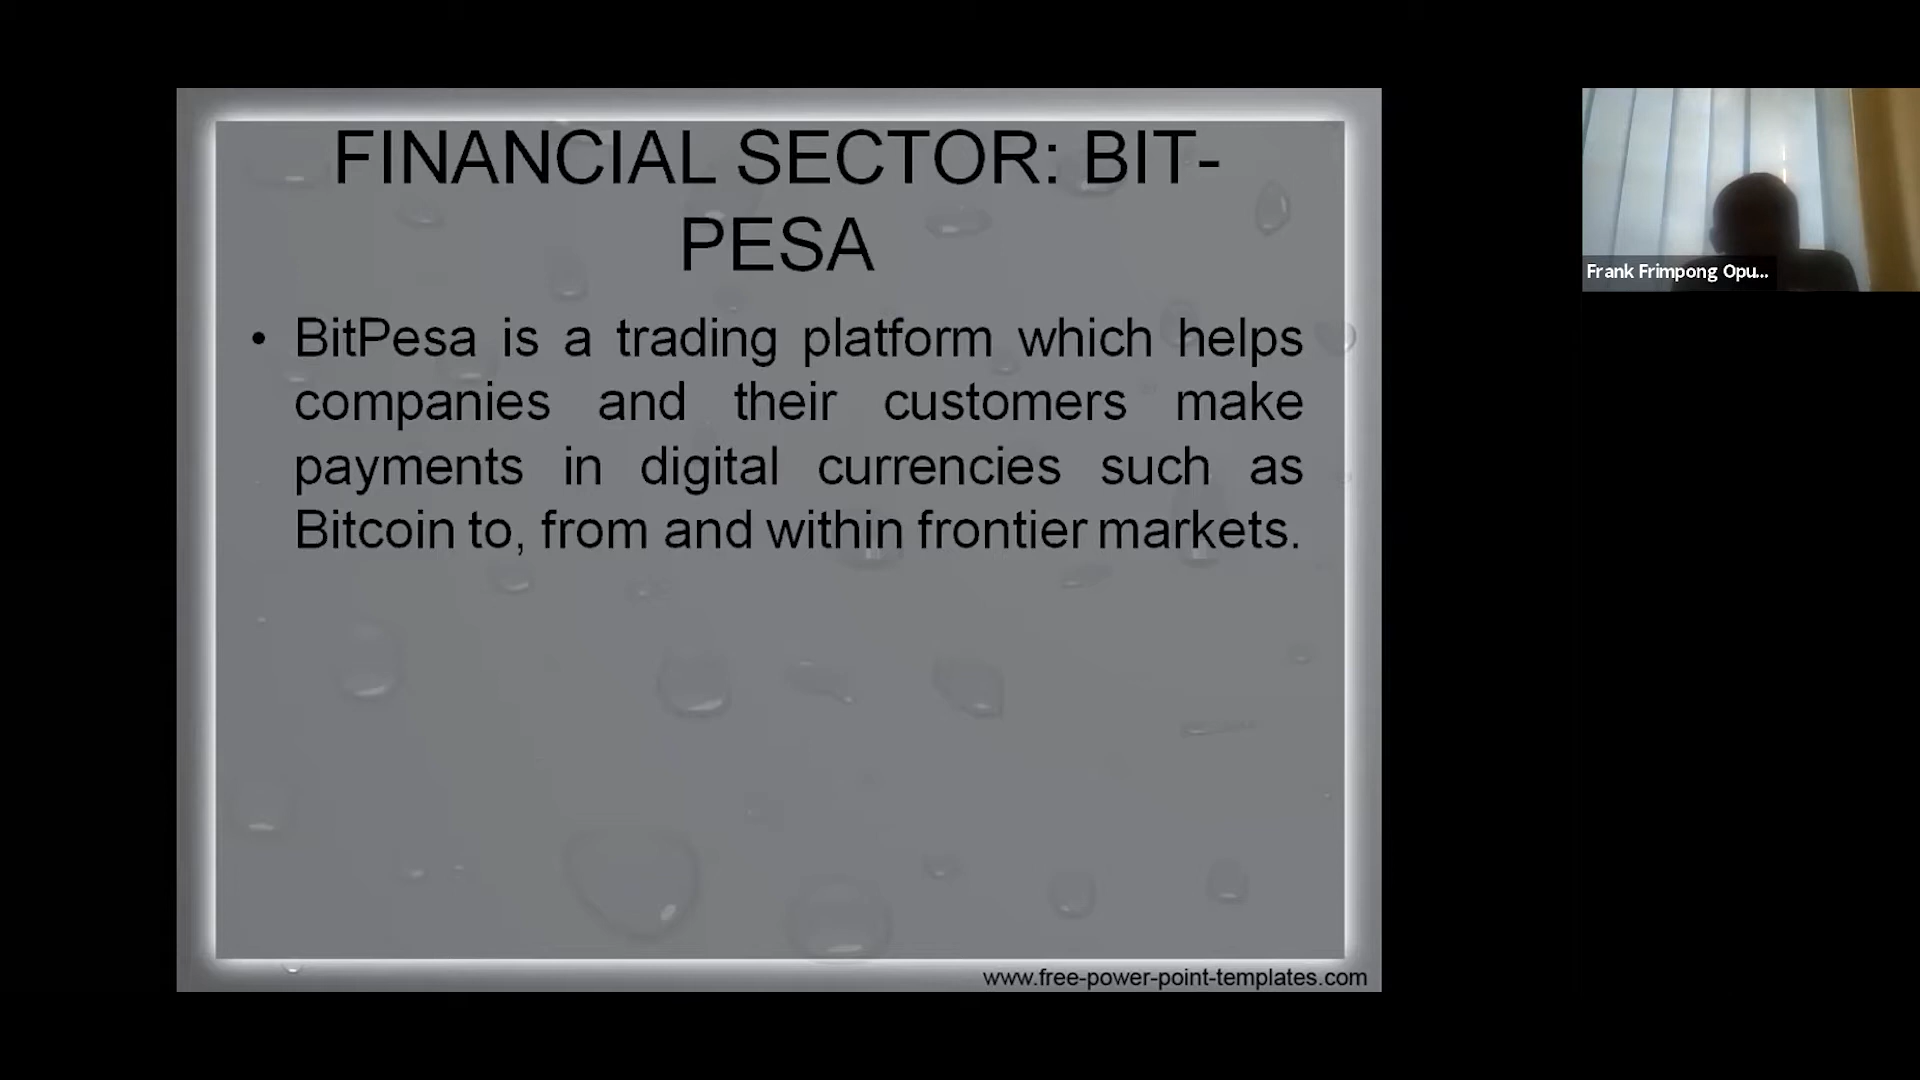 FINANCIAL SECTOR: BIT-
PESA
• BitPesa is a trading platform which helps
companies and their customers make
payments in digital currencies such as
Bitcoin to, from and within frontier markets.
www.free-power-point-templates.com
Frank Frimpong Opu...